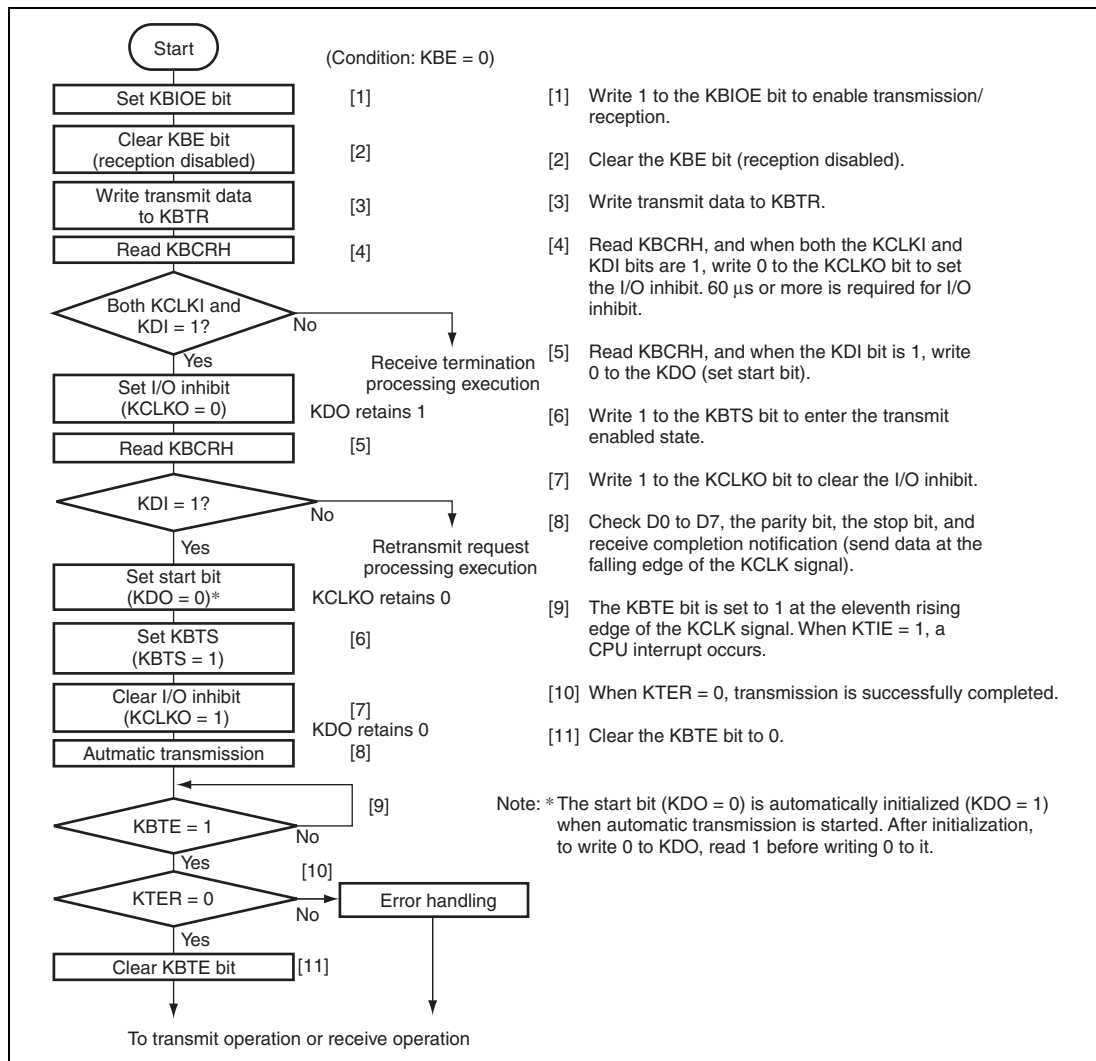 Start
(Condition: KBE = 0)
Set KBIOE bit
[1]
Clear KBE bit
(reception disabled)
[2]
Write transmit data
to KBTR
[3]
Read KBCRH
[4]
Both KCLKI and
KDI = 1?
No
Yes
Receive termination
processing execution
Set I/O inhibit
(KCLKO = 0)
KDO retains 1
Read KBCRH
[5]
KDI = 1?
No
Yes
Retransmit request
processing execution
Set start bit
(KDO = 0)*
KCLKO retains 0
Set KBTS
(KBTS = 1)
[6]
Clear I/O inhibit
(KCLKO = 1)
[7]
KDO retains 0
Autmatic transmission
[8]
[9]
KBTE = 1
No
Yes
[10]
KTER = 0
No
Error handling
Yes
Clear KBTE bit
[11]
To transmit operation or receive operation
[1] Write 1 to the KBIOE bit to enable transmission/
reception.
[2] Clear the KBE bit (reception disabled).
[3] Write transmit data to KBTR.
[4] Read KBCRH, and when both the KCLKI and
KDI bits are 1, write 0 to the KCLKO bit to set
the I/O inhibit. 60 µs or more is required for I/O
inhibit.
[5] Read KBCRH, and when the KDI bit is 1, write
0 to the KDO (set start bit).
[6] Write 1 to the KBTS bit to enter the transmit
enabled state.
[7] Write 1 to the KCLKO bit to clear the I/O inhibit.
[8] Check D0 to D7, the parity bit, the stop bit, and
receive completion notification (send data at the
falling edge of the KCLK signal).
[9] The KBTE bit is set to 1 at the eleventh rising
edge of the KCLK signal. When KTIE = 1, a
CPU interrupt occurs.
[10] When KTER = 0, transmission is successfully completed.
[11] Clear the KBTE bit to 0.
Note: * The start bit (KDO = 0) is automatically initialized (KDO = 1)
when automatic transmission is started. After initialization,
to write 0 to KDO, read 1 before writing 0 to it.